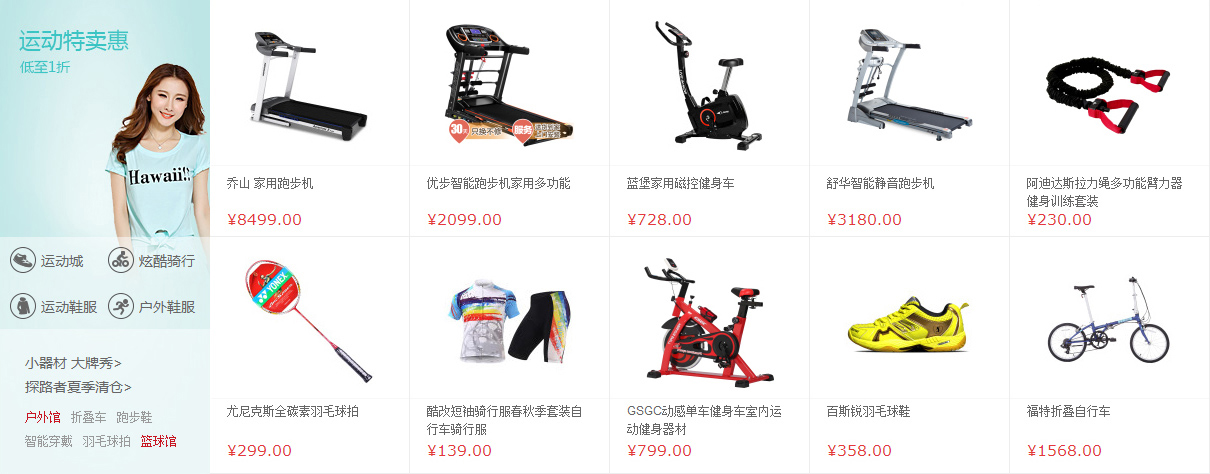 运动特卖惠
低至1折
Hawaii!!
运动城
炫酷骑行
运动鞋服
户外鞋服
小器材 大牌秀>
探路者夏季清仓>
户外馆 折叠车 跑步鞋
智能穿戴 羽毛球拍 篮球馆
30天 只换不修 服务
乔山 家用跑步机
¥8499.00
优步智能跑步机家用多功能
¥2099.00
蓝堡家用磁控健身车
¥728.00
舒华智能静音跑步机
¥3180.00
阿迪达斯拉力绳多功能臂力器
健身训练套装
¥230.00
YONEX
尤尼克斯全碳素羽毛球拍
¥299.00
酷改短袖骑行服春秋季套装自
行车骑行服
¥139.00
GSGC动感单车健身车室内运
动健身器材
¥799.00
百斯锐羽毛球鞋
¥358.00
福特折叠自行车
¥1568.00